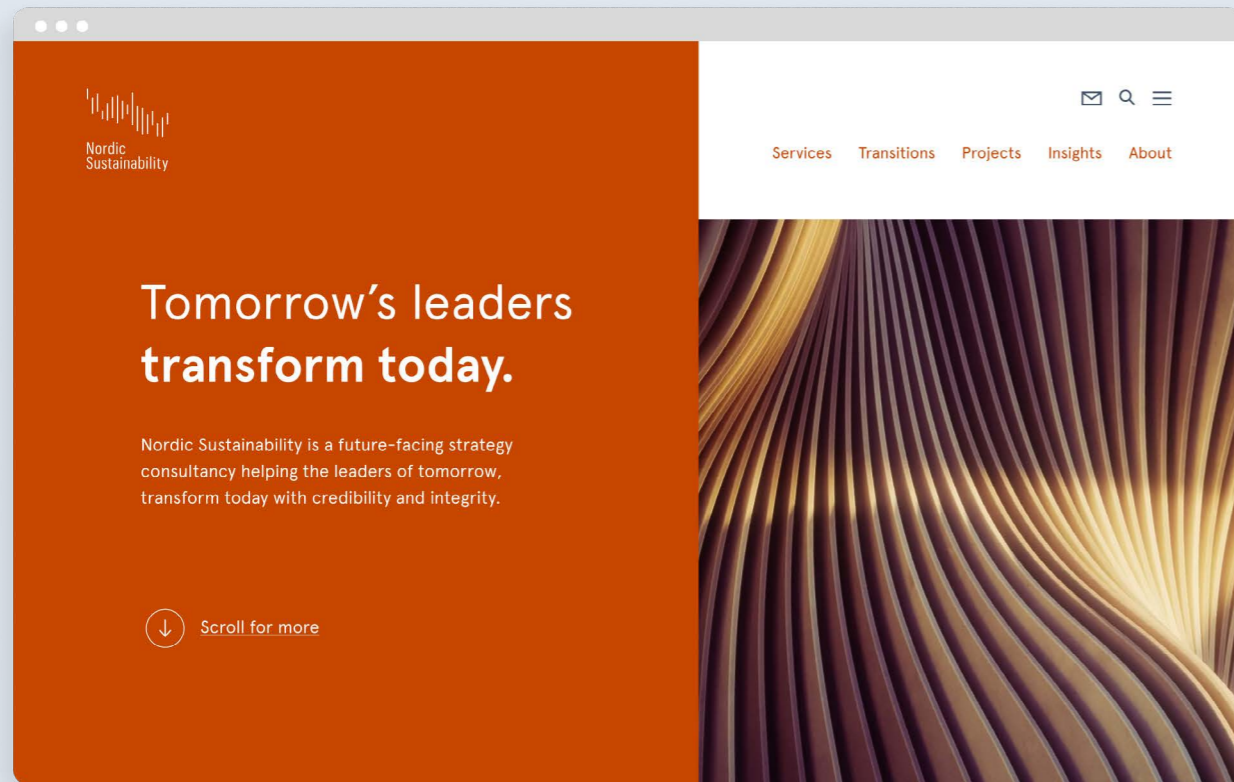 Nordic
Sustainability
Services Transitions Projects Insights About
Tomorrow’s leaders
transform today.
Nordic Sustainability is a future-facing strategy
consultancy helping the leaders of tomorrow,
transform today with credibility and integrity.
Scroll for more